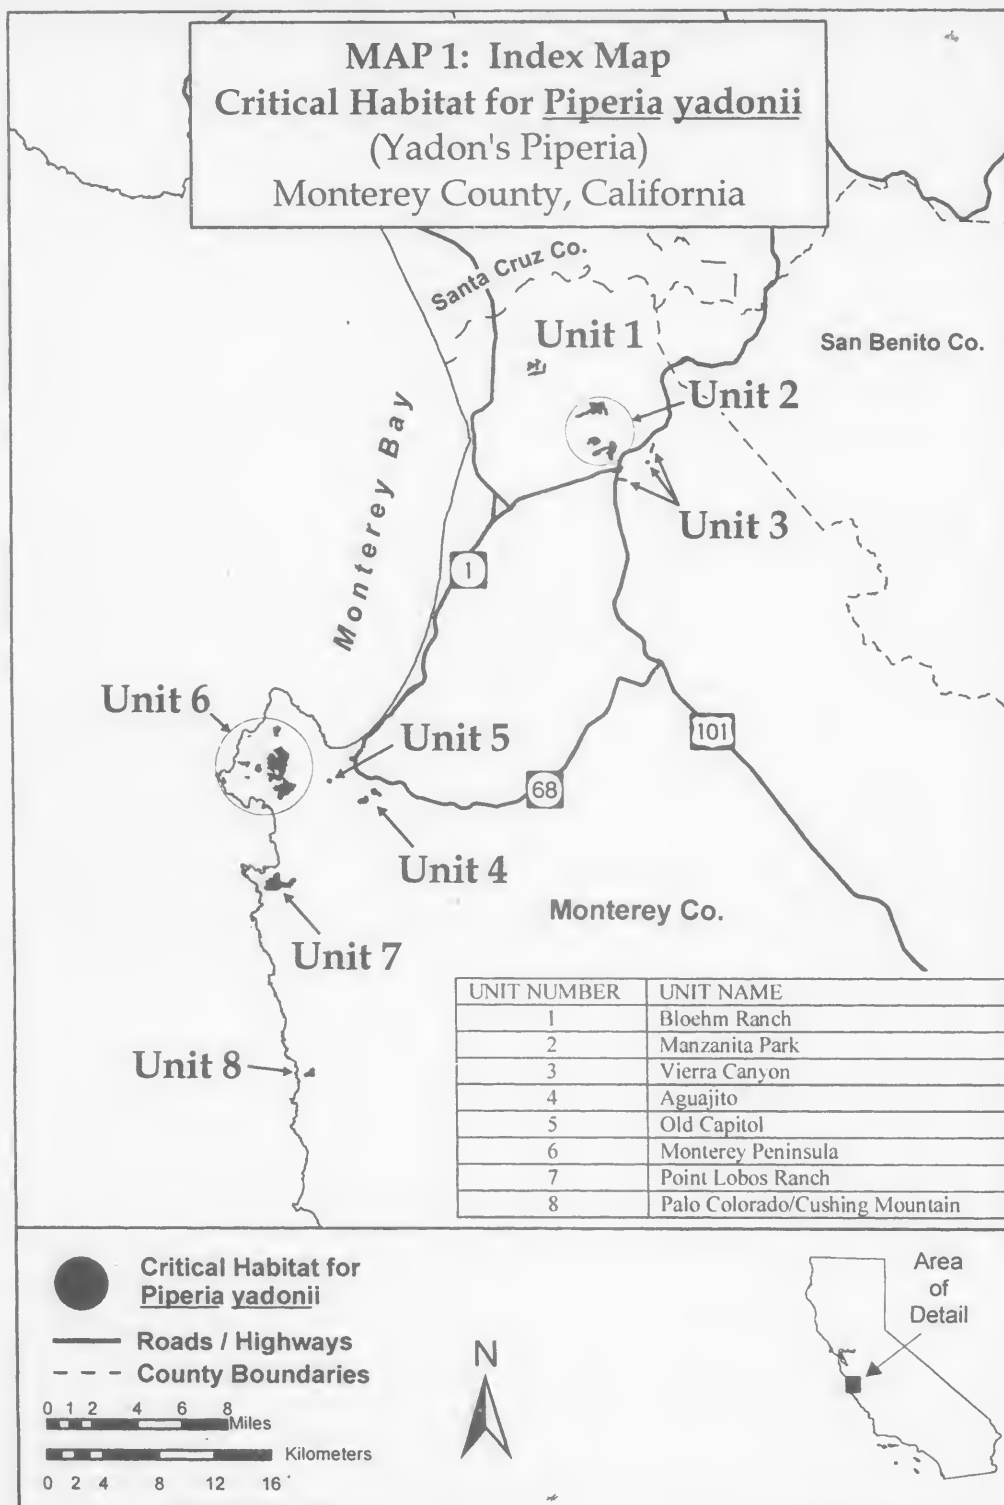 MAP 1: Index Map
Critical Habitat for Piperia yadonii
(Yadon's Piperia)
Monterey County, California
Santa Cruz Co.
Unit 1
San Benito Co.
Unit 2
Monterey Bay
Unit 3
1
Unit 6
Unit 5
101
68
Unit 4
Monterey Co.
Unit 7
UNIT NUMBER UNIT NAME
1 Bloehm Ranch
2 Manzanita Park
3 Vierra Canyon
4 Aguajito
5 Old Capitol
6 Monterey Peninsula
7 Point Lobos Ranch
8 Palo Colorado/Cushing Mountain
Unit 8
Critical Habitat for
Piperia yadonii
Roads / Highways
County Boundaries
0 1 2 4 6 8
Miles
Kilometers
0 2 4 8 12 16
N
Area
of
Detail